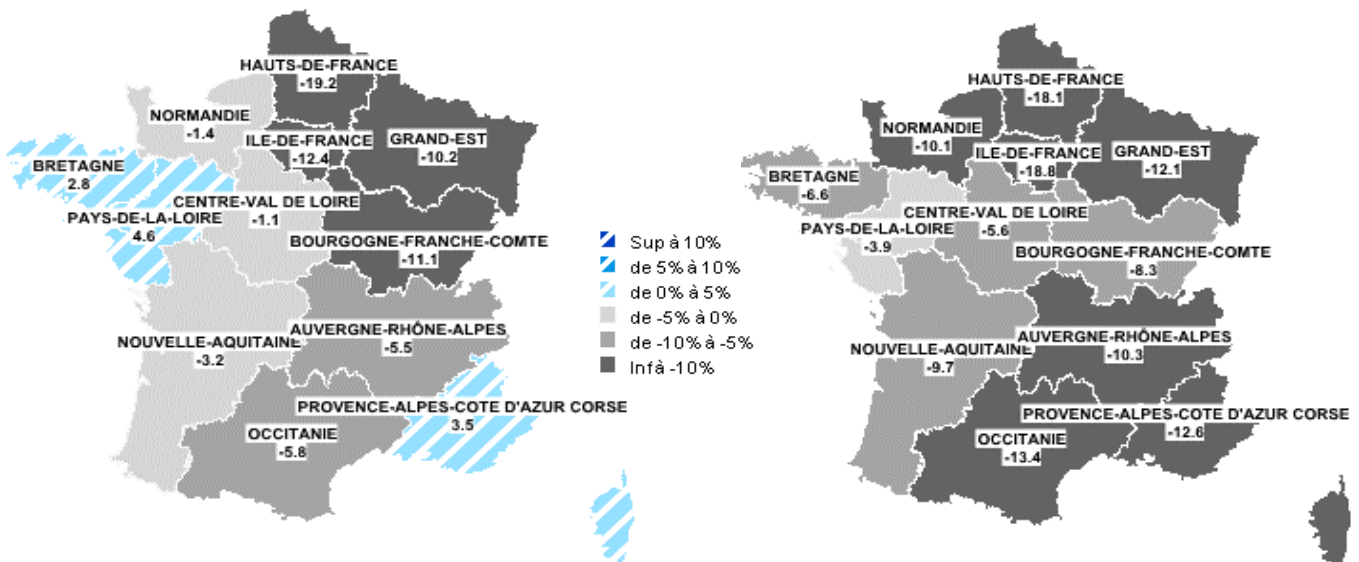 HAUTS-DE-FRANCE
-19.2
NORMANDIE
-1.4
ILE-DE-FRANCE
-12.4
GRAND-EST
-10.2
BRETAGNE
2.8
CENTRE-VAL DE LOIRE
-1.1
PAYS-DE-LA-LOIRE
4.6
BOURGOGNE-FRANCHE-COMTE
-11.1
AUVERGNE-RHÔNE-ALPES
-5.5
NOUVELLE-AQUITAINE
-3.2
PROVENCE-ALPES-COTE D'AZUR CORSE
3.5
OCCITANIE
-5.8
Sup à 10%
de 5% à 10%
de 0% à 5%
de -5% à 0%
de -10% à -5%
Inf à -10%
HAUTS-DE-FRANCE
-18.1
NORMANDIE
-10.1
ILE-DE-FRANCE
-18.8
GRAND-EST
-12.1
BRETAGNE
-6.6
CENTRE-VAL DE LOIRE
-5.6
PAYS-DE-LA-LOIRE
-3.9
BOURGOGNE-FRANCHE-COMTE
-8.3
AUVERGNE-RHÔNE-ALPES
-10.3
NOUVELLE-AQUITAINE
-9.7
PROVENCE-ALPES-COTE D'AZUR CORSE
-12.6
OCCITANIE
-13.4